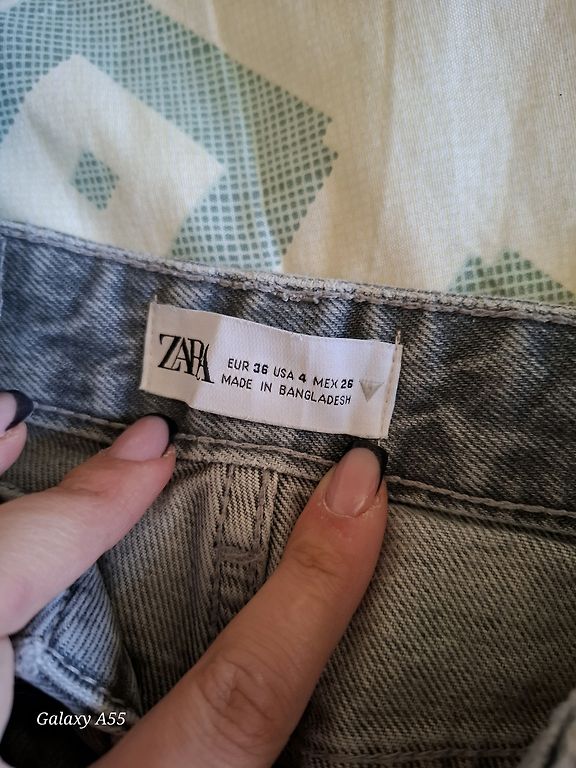 ZARA
EUR 36 USA 4 MEX 26
MADE IN BANGLADESH
Galaxy A55